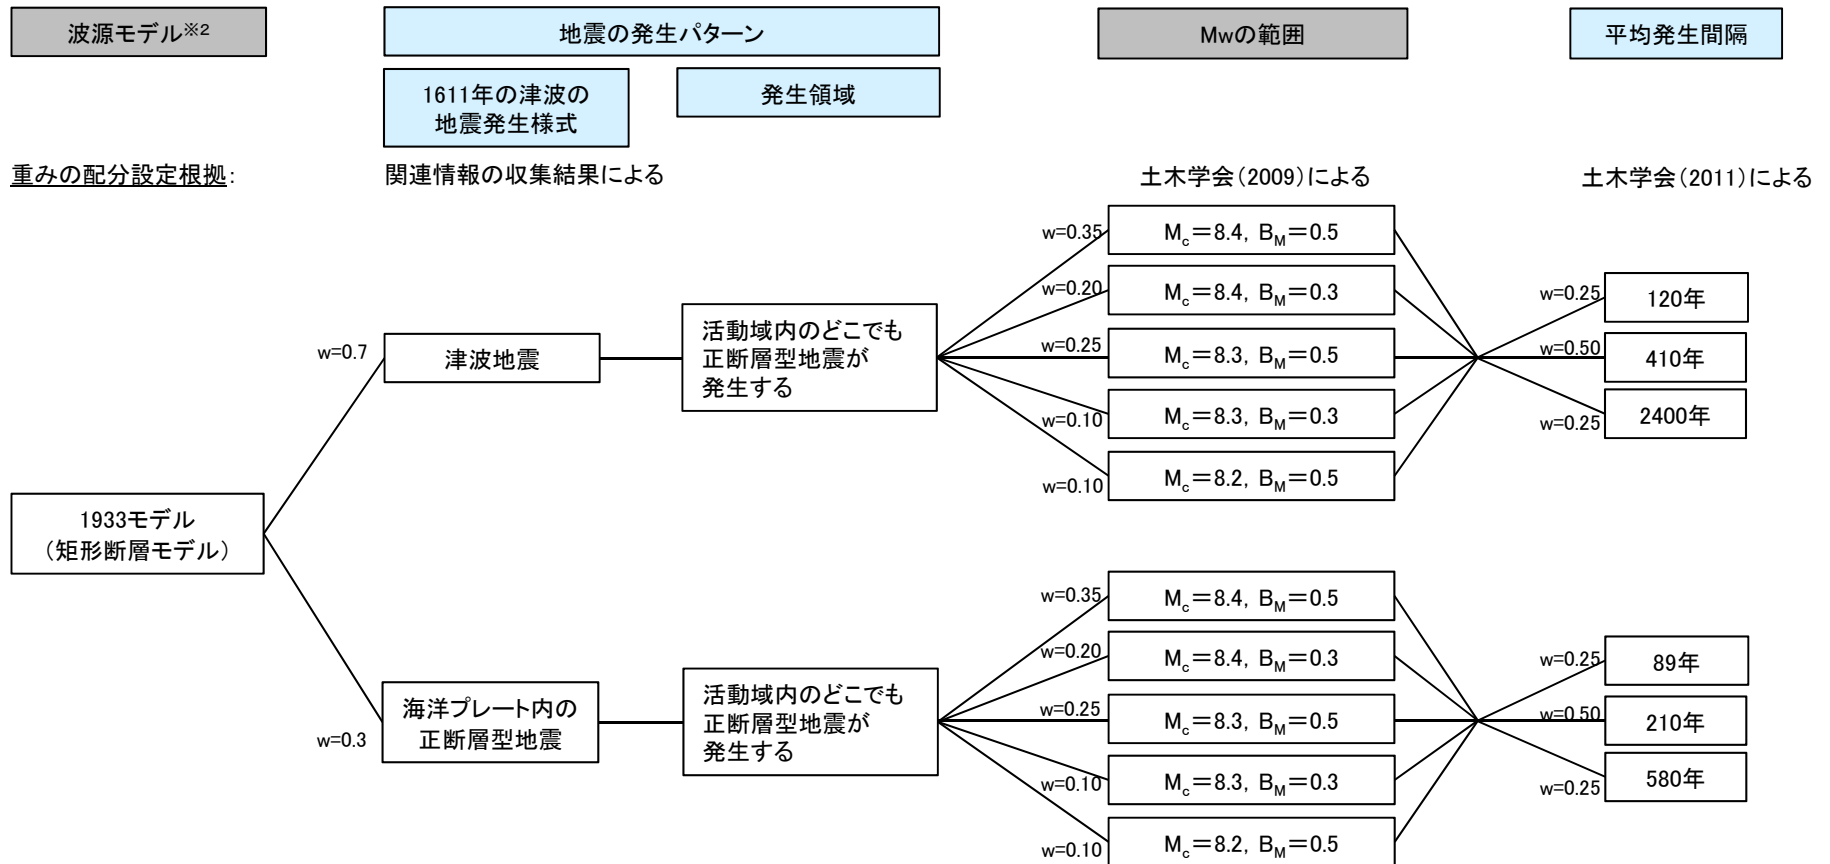 波源モデル※2
地震の発生パターン
Mwの範囲
平均発生間隔
1611年の津波の
地震発生様式
発生領域
重みの配分設定根拠:
関連情報の収集結果による
土木学会(2009)による
土木学会(2011)による
1933モデル
(矩形断層モデル)
w=0.7
津波地震
活動域内のどこでも
正断層型地震が
発生する
w=0.35
Mc=8.4, BM=0.5
w=0.20
Mc=8.4, BM=0.3
w=0.25
Mc=8.3, BM=0.5
w=0.10
Mc=8.3, BM=0.3
w=0.10
Mc=8.2, BM=0.5
w=0.25
120年
w=0.50
410年
w=0.25
2400年
w=0.3
海洋プレート内の
正断層型地震
活動域内のどこでも
正断層型地震が
発生する
w=0.35
Mc=8.4, BM=0.5
w=0.20
Mc=8.4, BM=0.3
w=0.25
Mc=8.3, BM=0.5
w=0.10
Mc=8.3, BM=0.3
w=0.10
Mc=8.2, BM=0.5
w=0.25
89年
w=0.50
210年
w=0.25
580年